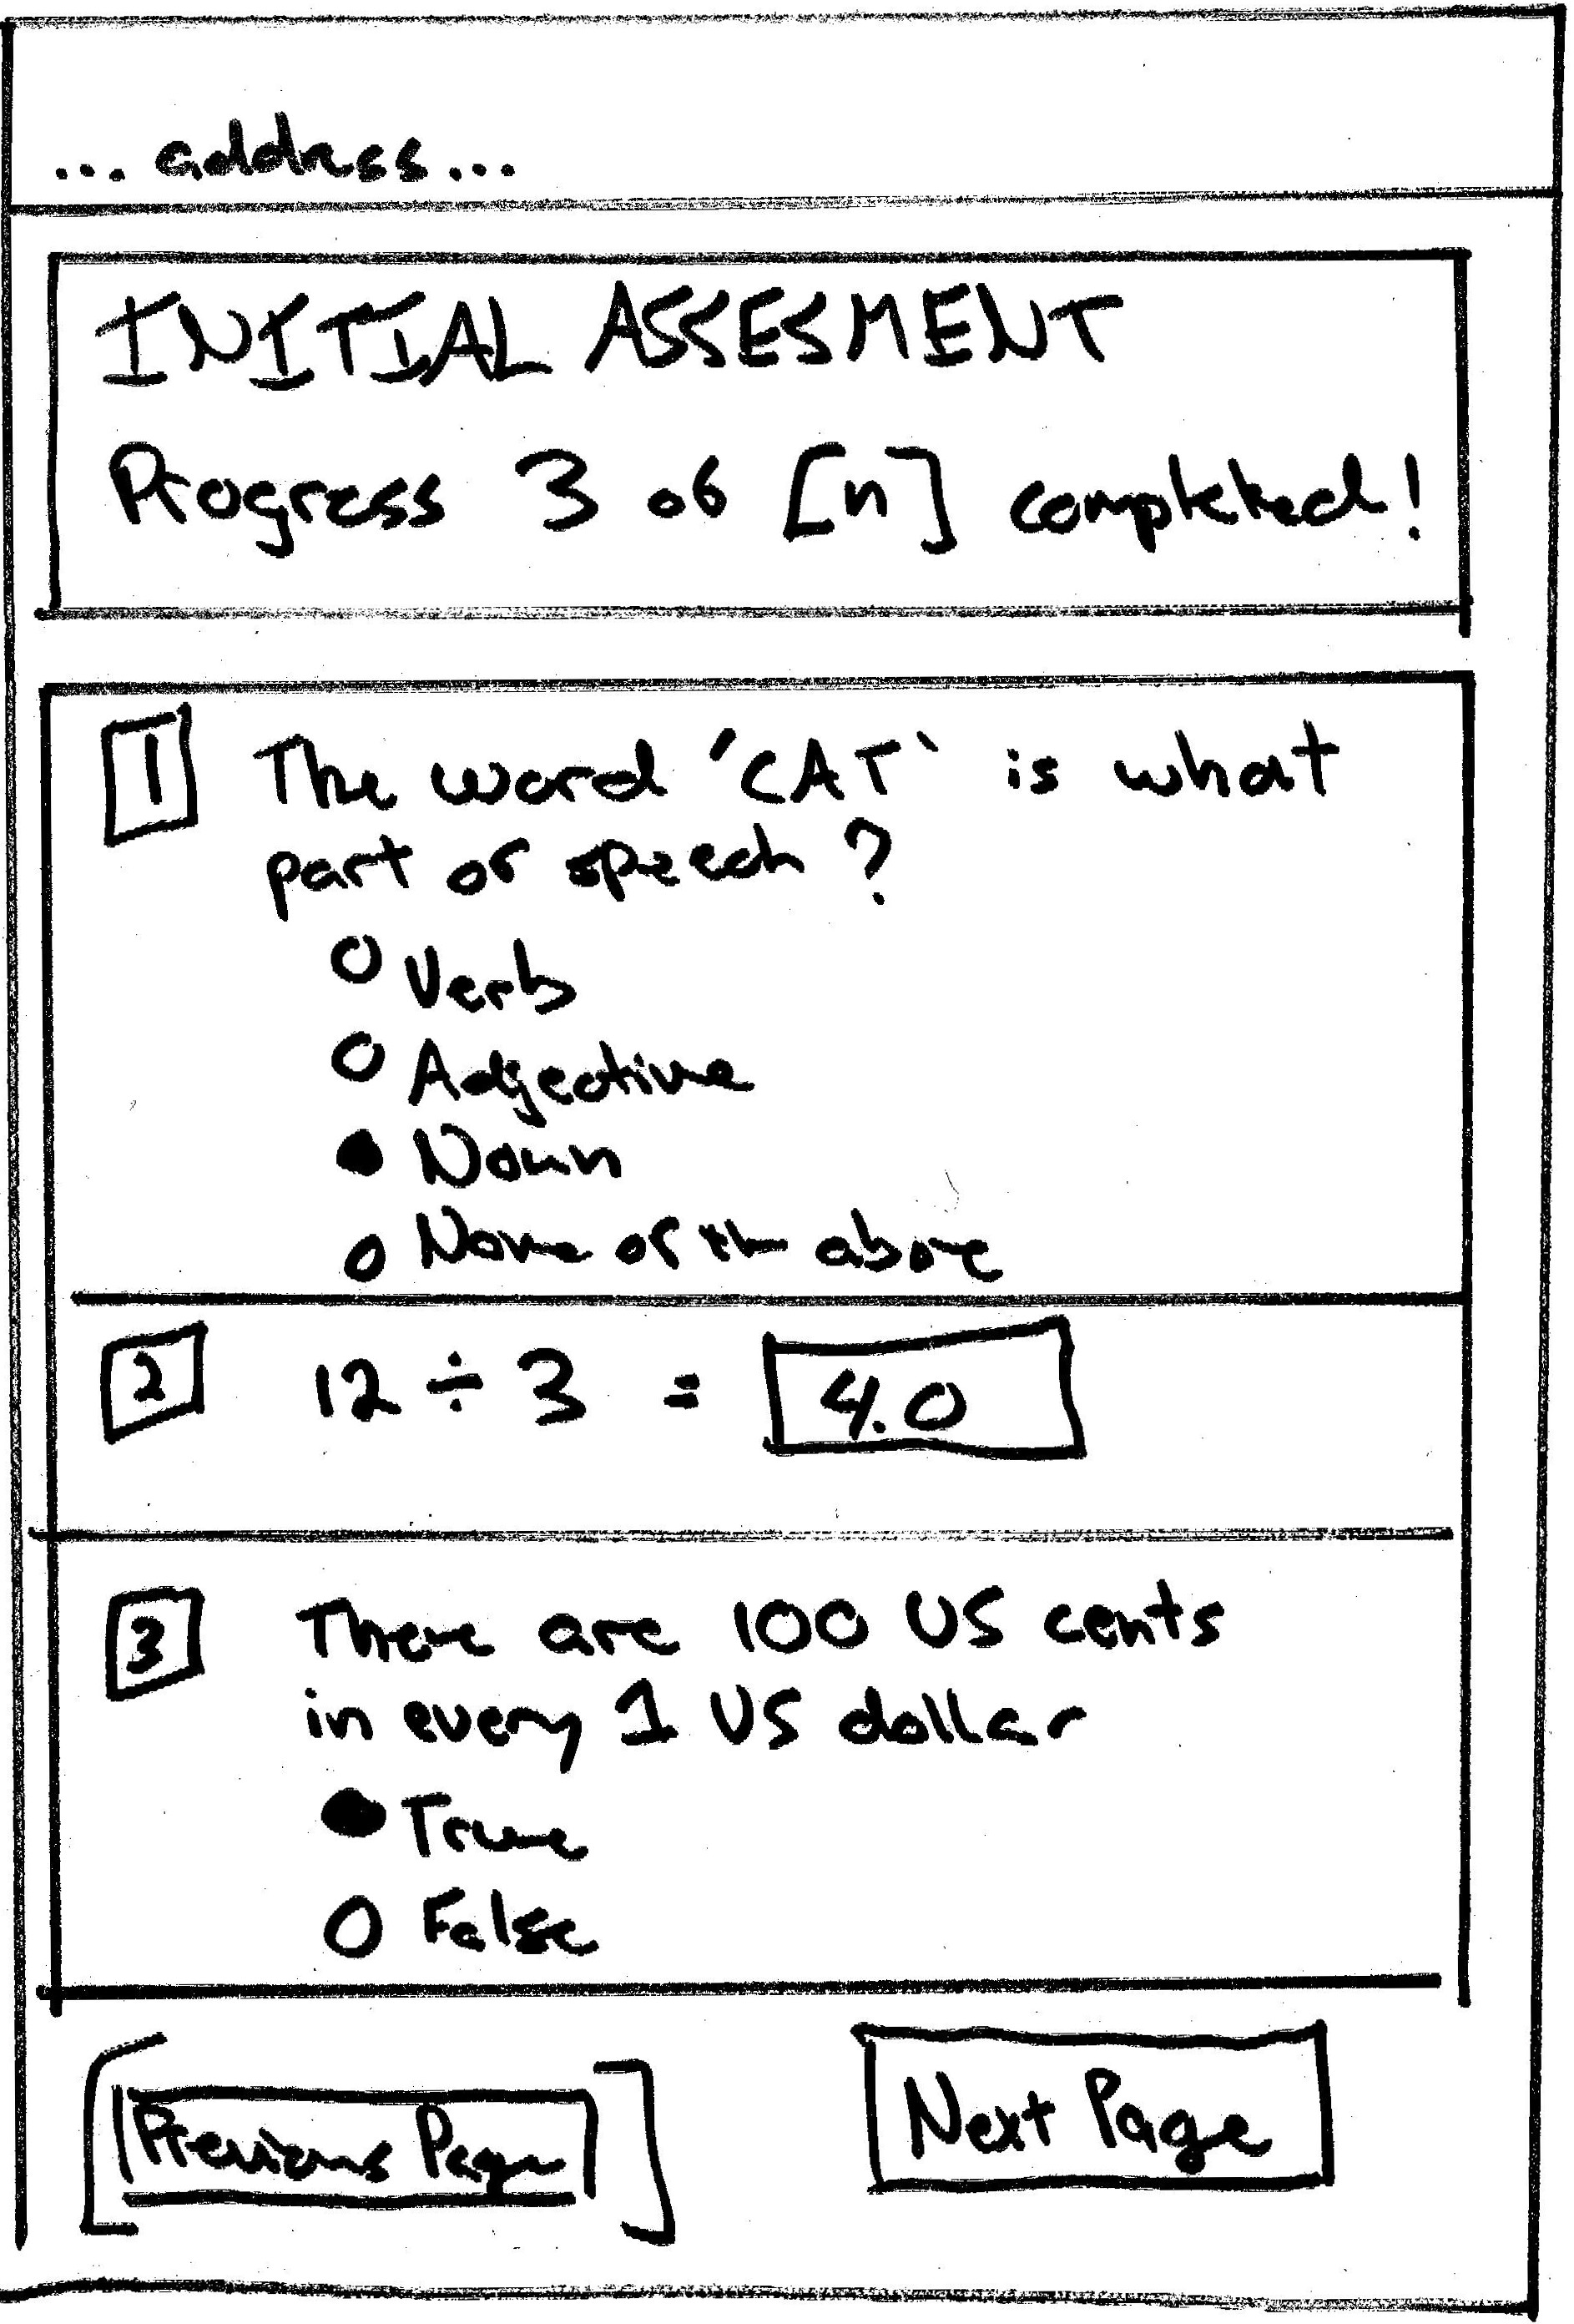 ... address...
INITIAL ASSESMENT
Progress 3 of [n] completed!
1 The word 'CAT' is what
part of speech?
Verb
Adjective
Noun
None of the above
2 12 ÷ 3 = 4.0
3 There are 100 US cents
in every 1 US dollar
True
False
[Previous Page] Next Page